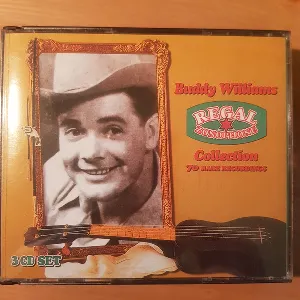 Buddy Williams
REGAL
ZONOPHONE
Collection
70 RARE RECORDINGS
3 CD SET